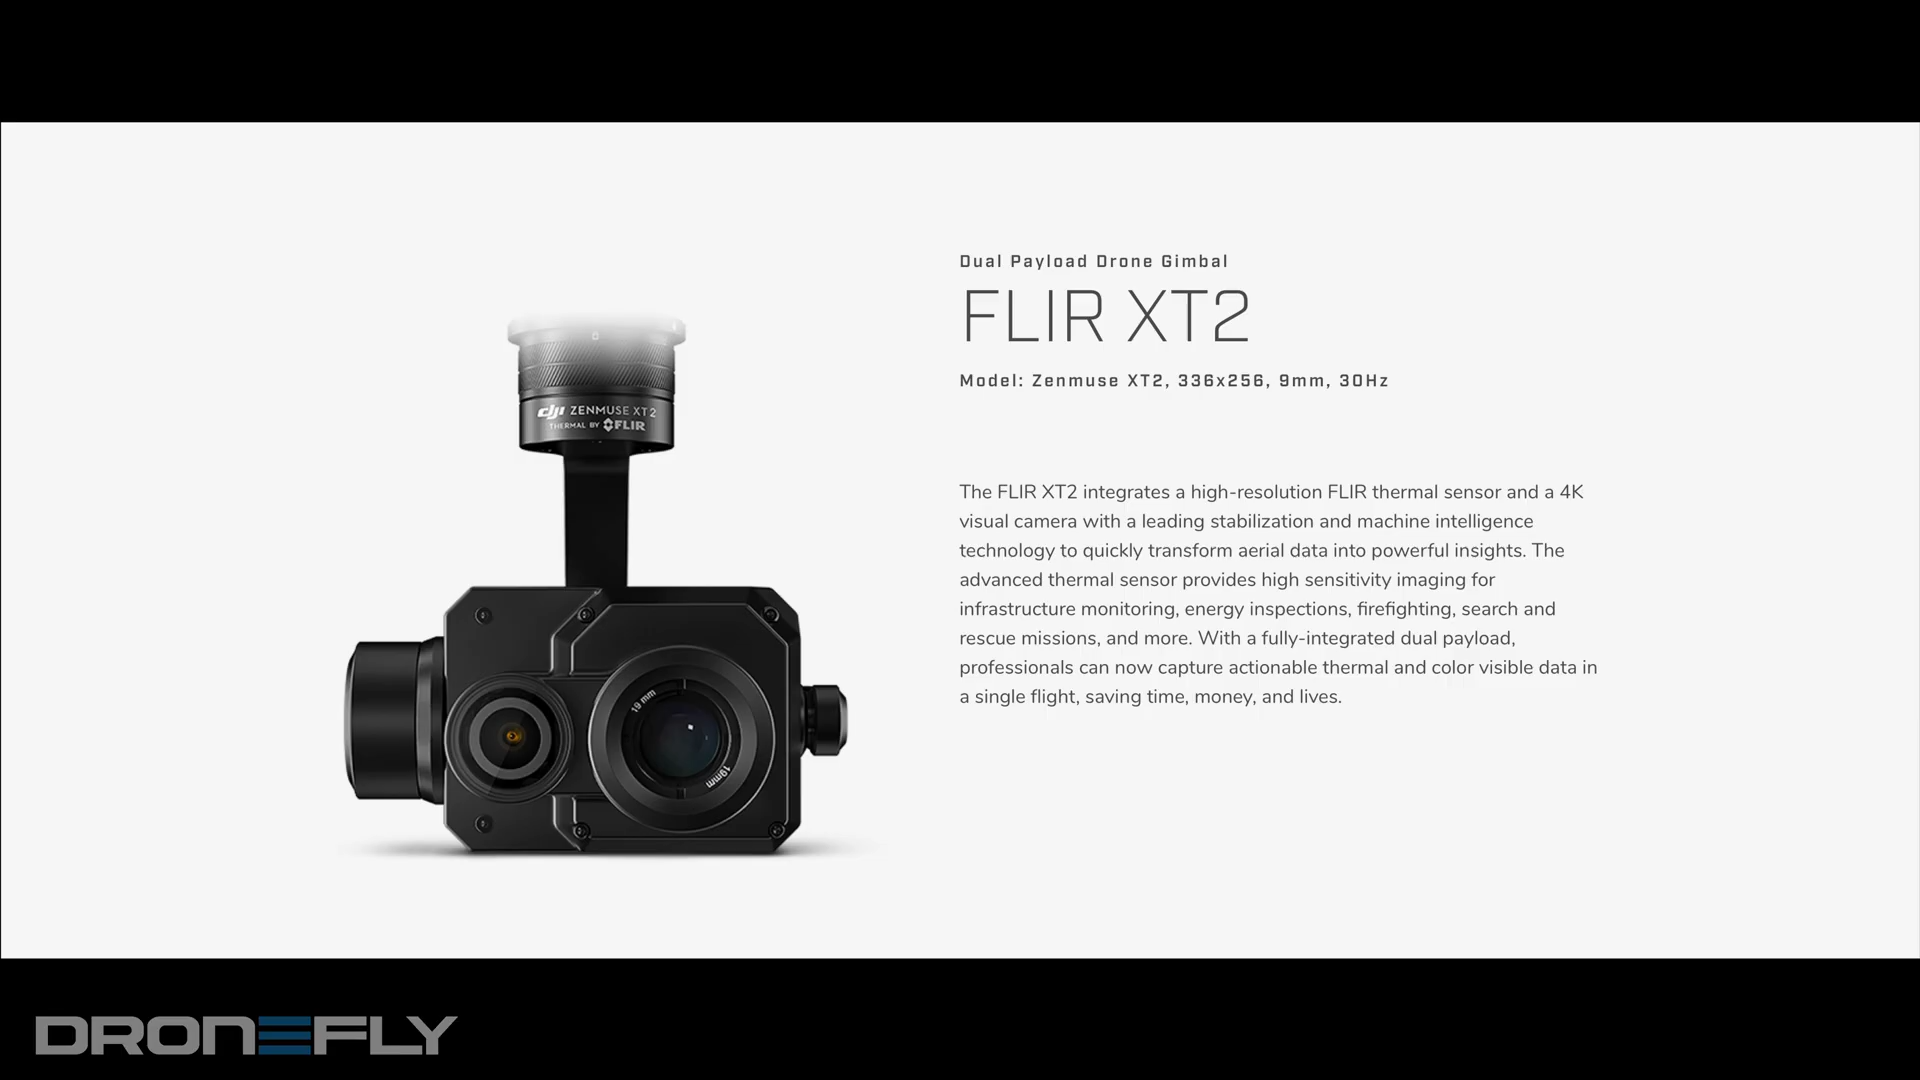 Dual Payload Drone Gimbal
FLIR XT2
Model: Zenmuse XT2, 336x256, 9mm, 30Hz
The FLIR XT2 integrates a high-resolution FLIR thermal sensor and a 4K
visual camera with a leading stabilization and machine intelligence
technology to quickly transform aerial data into powerful insights. The
advanced thermal sensor provides high sensitivity imaging for
infrastructure monitoring, energy inspections, firefighting, search and
rescue missions, and more. With a fully-integrated dual payload,
professionals can now capture actionable thermal and color visible data in
a single flight, saving time, money, and lives.
dji ZENMUSE XT2
THERMAL BY FLIR
19 mm
19mm
DRONEFLY